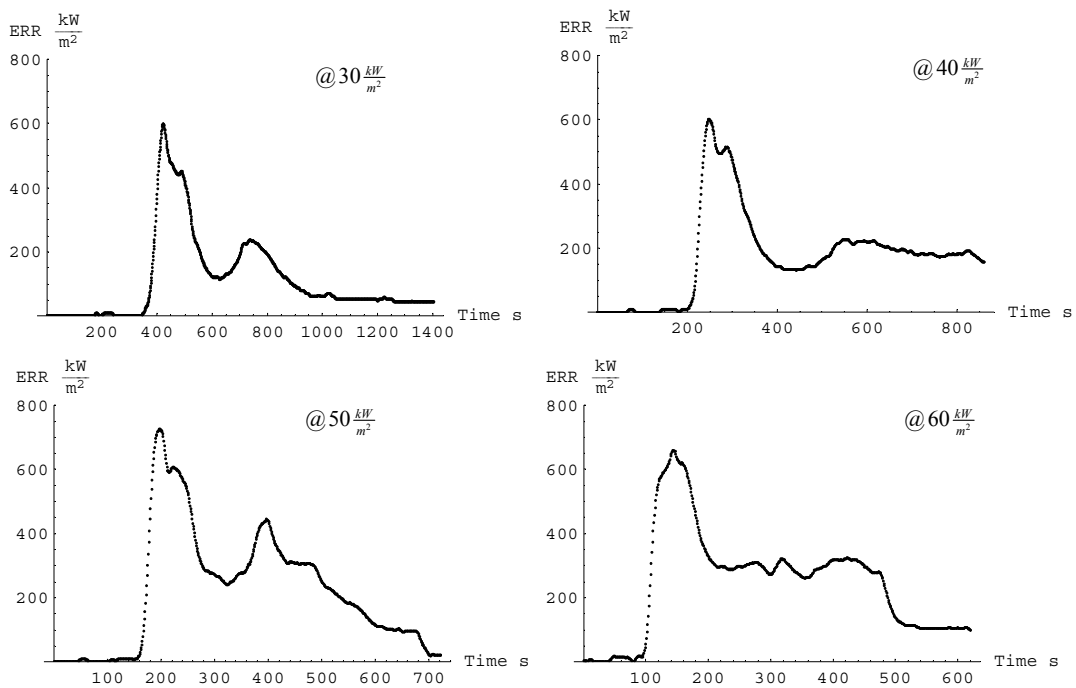 ERR kW/m²
@ 30 kW/m²
800
600
400
200
200 400 600 800 1000 1200 1400
Time s
ERR kW/m²
@ 40 kW/m²
800
600
400
200
200 400 600 800
Time s
ERR kW/m²
@ 50 kW/m²
800
600
400
200
100 200 300 400 500 600 700
Time s
ERR kW/m²
@ 60 kW/m²
800
600
400
200
100 200 300 400 500 600
Time s